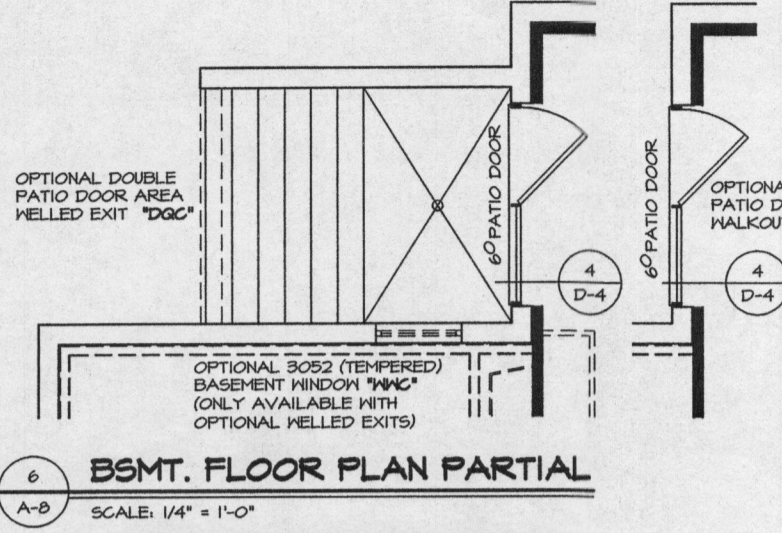 OPTIONAL DOUBLE
PATIO DOOR AREA
WELLED EXIT "DQC"
6⁰ PATIO DOOR
4
D-4
6⁰ PATIO DOOR
OPTIONA
PATIO D
WALKOU
4
D-4
OPTIONAL 3052 (TEMPERED)
BASEMENT WINDOW "WWC"
(ONLY AVAILABLE WITH
OPTIONAL WELLED EXITS)
6
A-8
BSMT. FLOOR PLAN PARTIAL
SCALE: 1/4" = 1'-0"